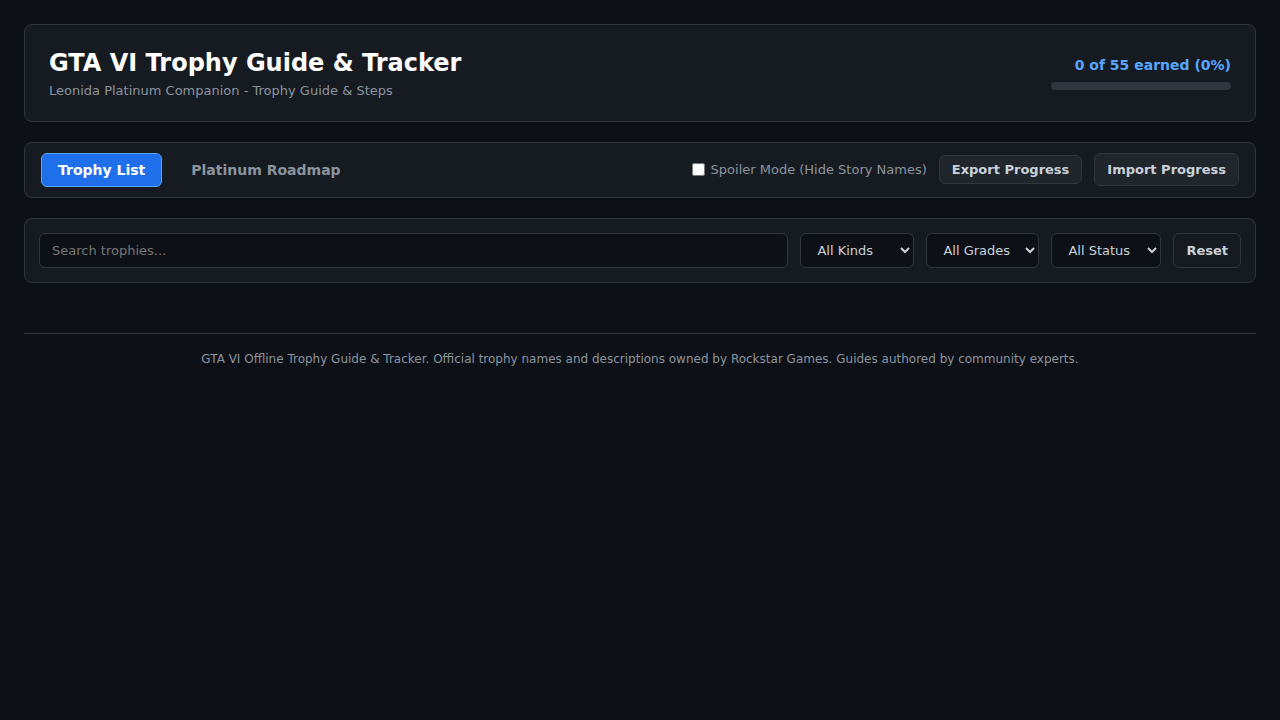 GTA VI Trophy Guide & Tracker
Leonida Platinum Companion - Trophy Guide & Steps
0 of 55 earned (0%)
Trophy List
Platinum Roadmap
Spoiler Mode (Hide Story Names)
Export Progress
Import Progress
Search trophies...
All Kinds
All Grades
All Status
Reset
GTA VI Offline Trophy Guide & Tracker. Official trophy names and descriptions owned by Rockstar Games. Guides authored by community experts.